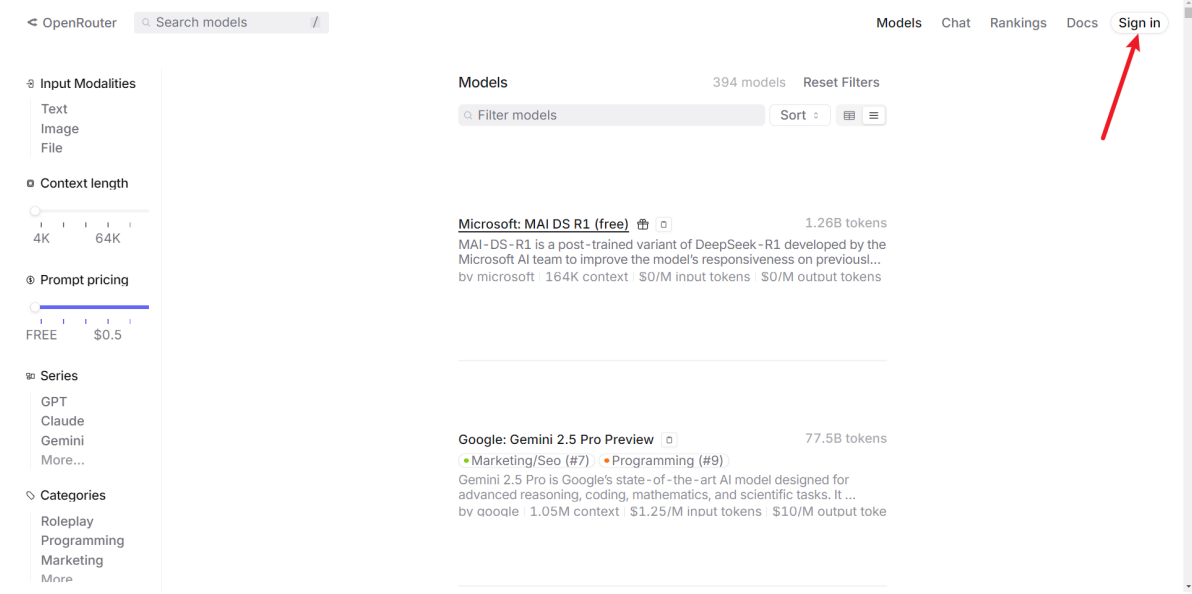 OpenRouter
Search models
/
Models
Chat
Rankings
Docs
Sign in
Input Modalities
Text
Image
File
Context length
4K
64K
Prompt pricing
FREE
$0.5
Series
GPT
Claude
Gemini
More...
Categories
Roleplay
Programming
Marketing
More
Models
394 models
Reset Filters
Filter models
Sort
Microsoft: MAI DS R1 (free)
1.26B tokens
MAI-DS-R1 is a post-trained variant of DeepSeek-R1 developed by the
Microsoft AI team to improve the model's responsiveness on previousl...
by microsoft
164K context
$0/M input tokens
$0/M output tokens
Google: Gemini 2.5 Pro Preview
77.5B tokens
Marketing/Seo (#7)
Programming (#9)
Gemini 2.5 Pro is Google's state-of-the-art AI model designed for
advanced reasoning, coding, mathematics, and scientific tasks. It ...
by google
1.05M context
$1.25/M input tokens
$10/M output toke